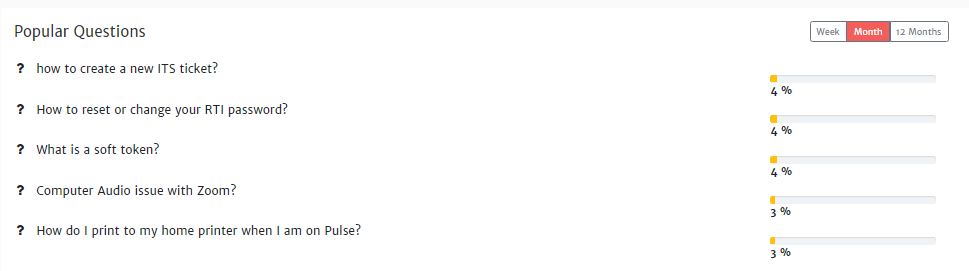 Popular Questions
Week Month 12 Months
? how to create a new ITS ticket?
4 %
? How to reset or change your RTI password?
4 %
? What is a soft token?
4 %
? Computer Audio issue with Zoom?
3 %
? How do I print to my home printer when I am on Pulse?
3 %